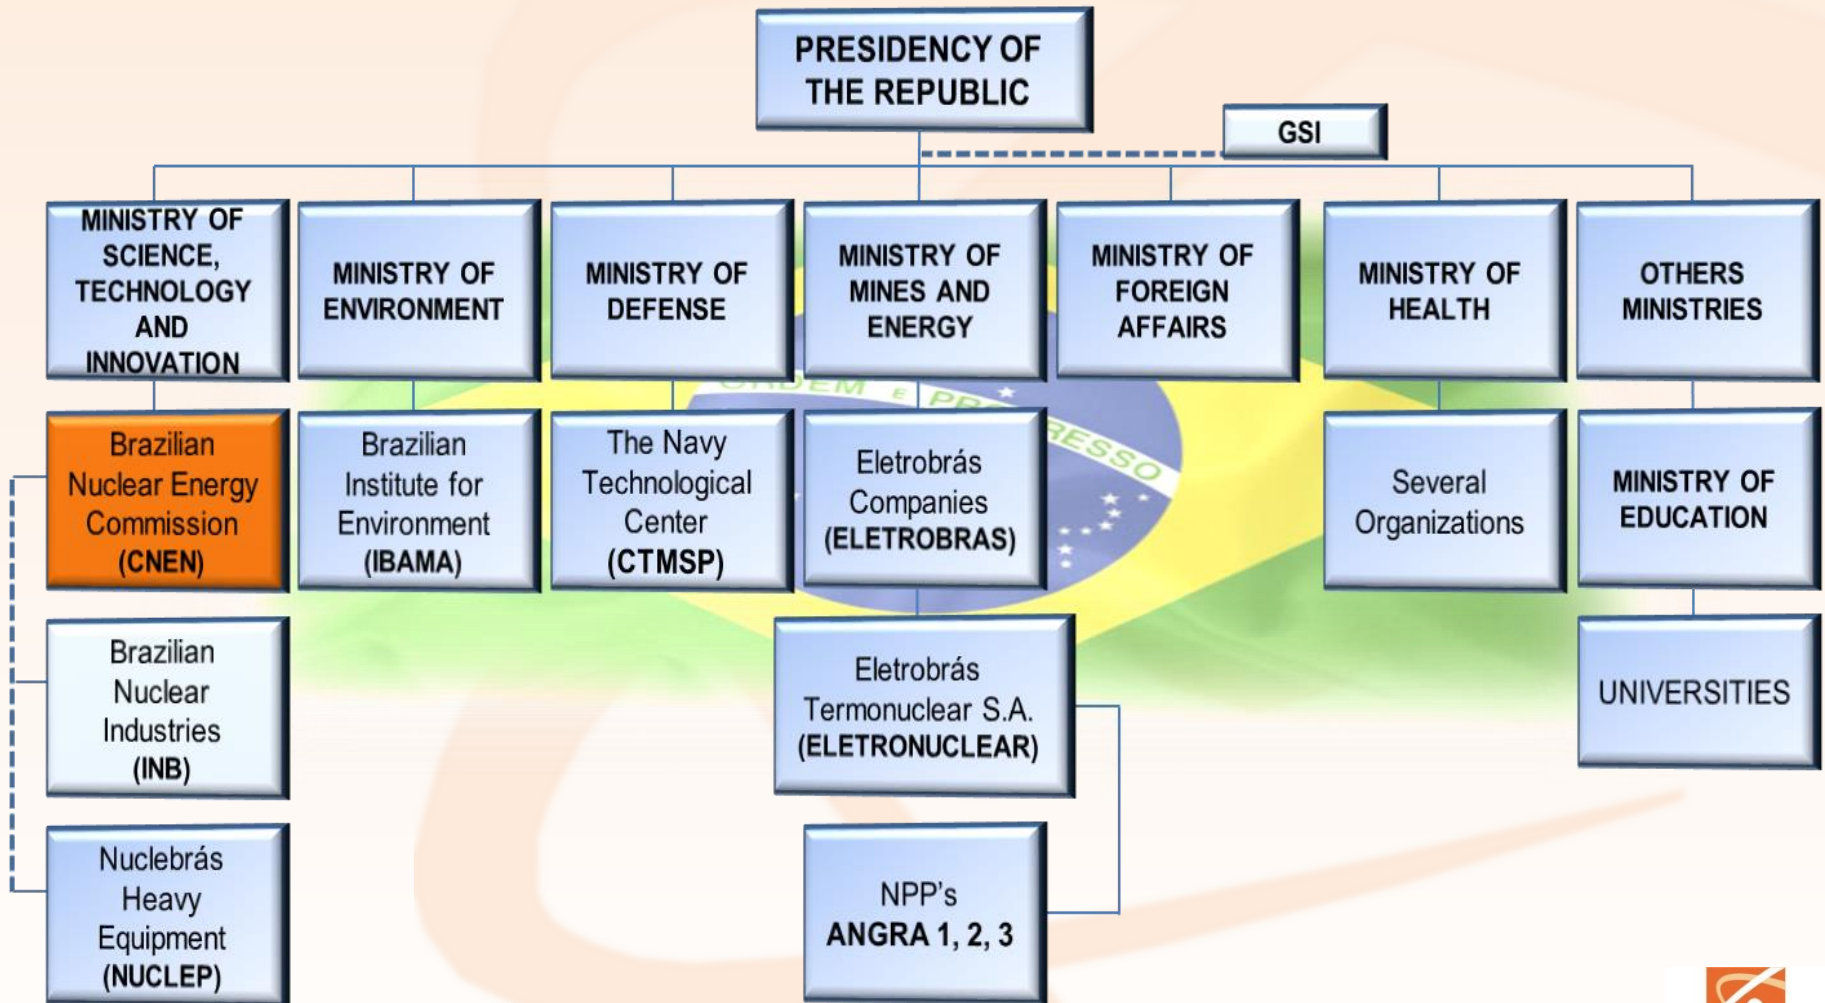 PRESIDENCY OF
THE REPUBLIC
GSI
MINISTRY OF
SCIENCE,
TECHNOLOGY
AND
INNOVATION
MINISTRY OF
ENVIRONMENT
MINISTRY OF
DEFENSE
MINISTRY OF
MINES AND
ENERGY
MINISTRY OF
FOREIGN
AFFAIRS
MINISTRY OF
HEALTH
OTHERS
MINISTRIES
ORDEM E PROGRESSO
Brazilian
Nuclear Energy
Commission
(CNEN)
Brazilian
Institute for
Environment
(IBAMA)
The Navy
Technological
Center
(CTMSP)
Eletrobrás
Companies
(ELETROBRAS)
Several
Organizations
MINISTRY OF
EDUCATION
Brazilian
Nuclear
Industries
(INB)
Eletrobrás
Termonuclear S.A.
(ELETRONUCLEAR)
UNIVERSITIES
Nuclebrás
Heavy
Equipment
(NUCLEP)
NPP's
ANGRA 1, 2, 3